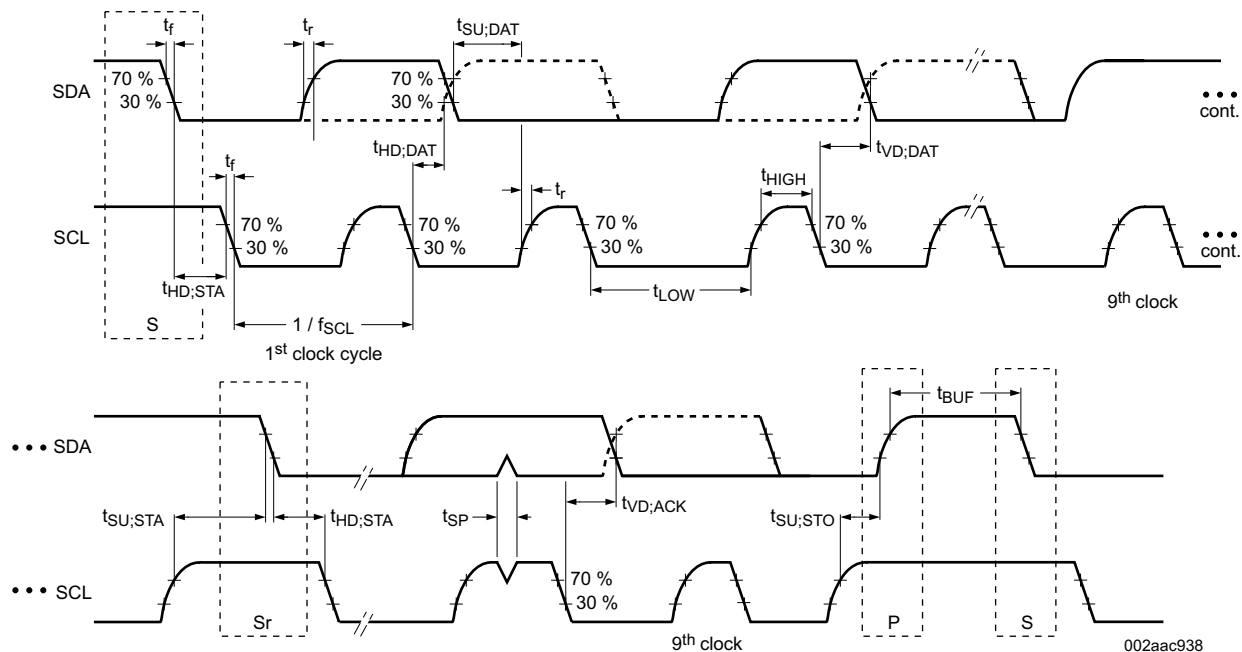 tf
tr
tSU;DAT
70 %
30 %
SDA
70 %
30 %
cont.
tHD;DAT
tVD;DAT
tf
tr
tHIGH
70 %
30 %
SCL
70 %
30 %
70 %
30 %
70 %
30 %
cont.
tHD;STA
tLOW
9th clock
S
1 / fSCL
1st clock cycle
tBUF
SDA
tSU;STA
tHD;STA
tSP
tVD;ACK
tSU;STO
70 %
30 %
SCL
Sr
9th clock
P
S
002aac938